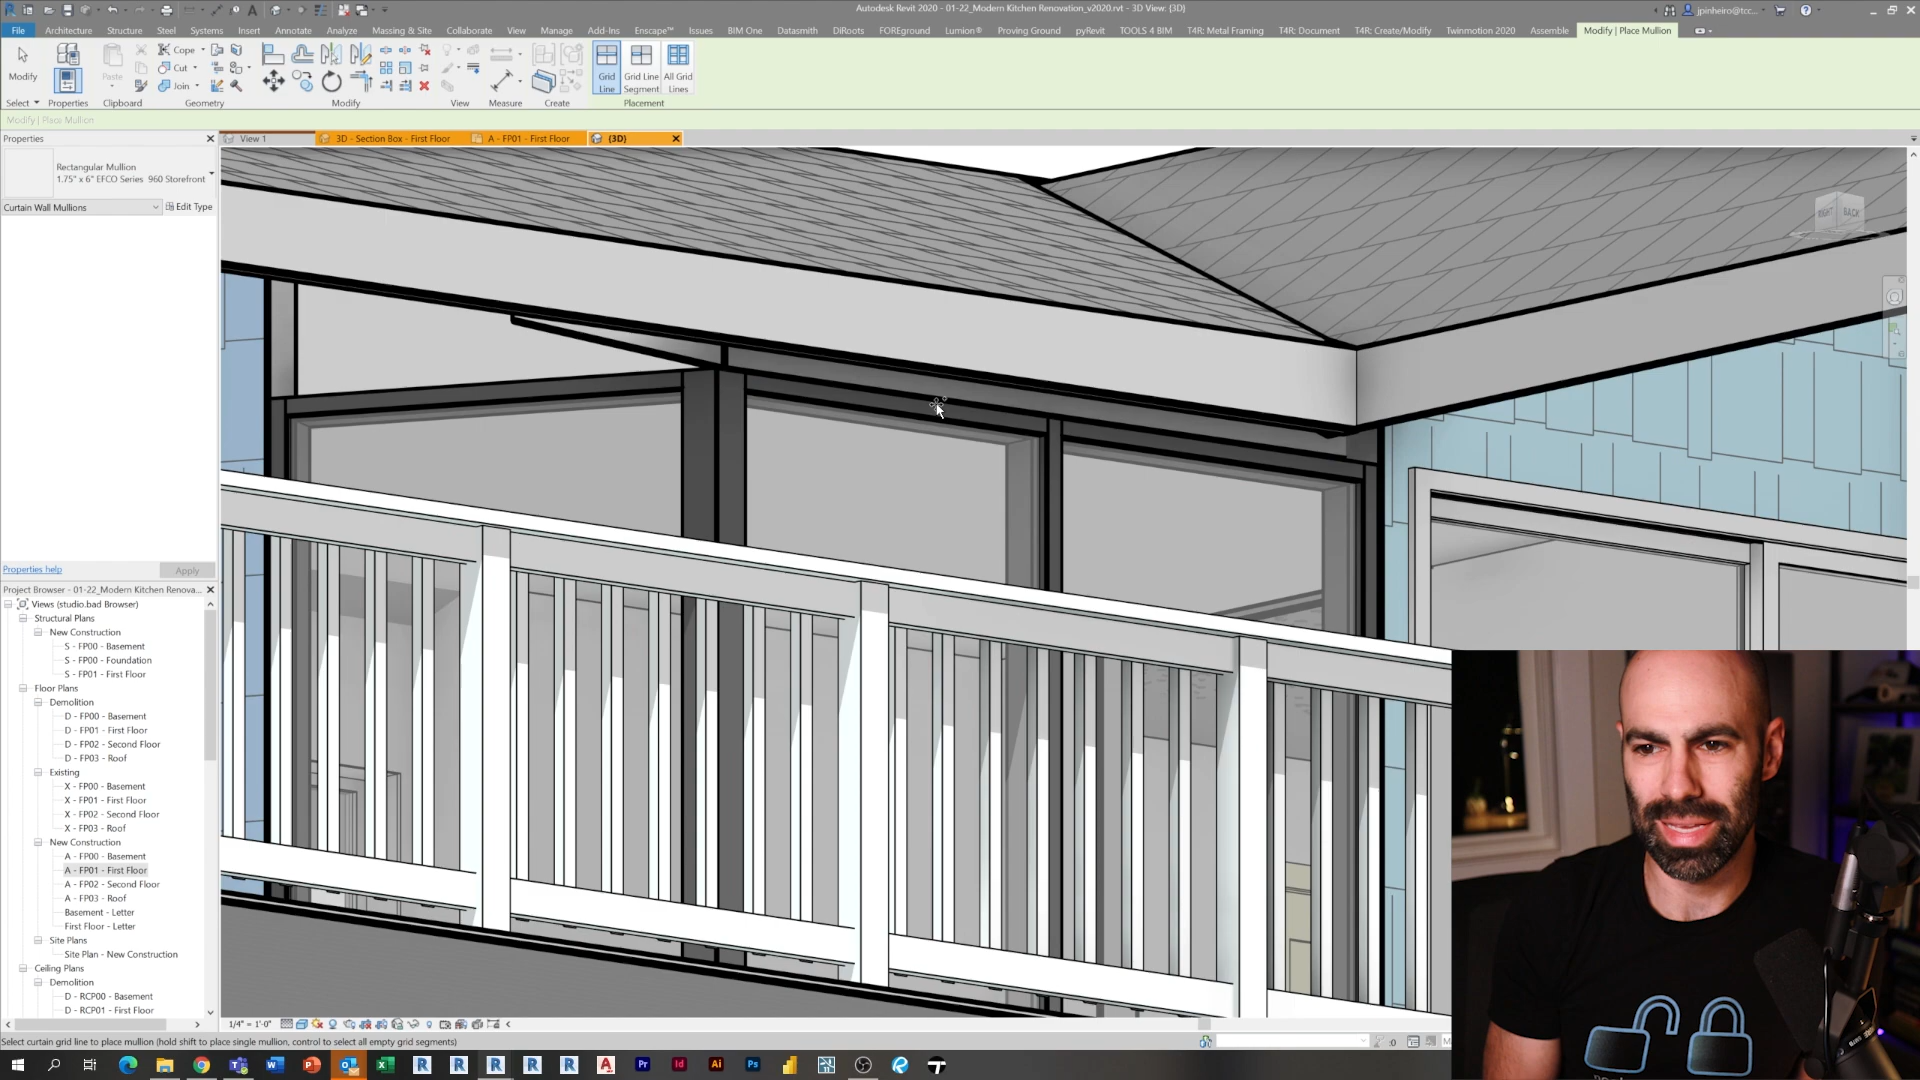 Autodesk Revit 2020 - 01-22_Modern Kitchen Renovation_v2020.rvt - 3D View: {3D}
jpinheiro@tcc...
File Architecture Structure Steel Systems Insert Annotate Analyze Massing & Site Collaborate View Manage Add-Ins Enscape™ Issues BIM One Datasmith DiRoots FOREground Lumion® Proving Ground pyRevit TOOLS 4 BIM T4R: Metal Framing T4R: Document T4R: Create/Modify Twinmotion 2020 Assemble Modify | Place Mullion
Modify
Paste
Cope
Cut
Join
Grid Line
Grid Line Segment
All Grid Lines
Select Properties Clipboard Geometry Modify View Measure Create Placement
Modify | Place Mullion
Properties
View 1
3D - Section Box - First Floor
A - FP01 - First Floor
{3D}
Rectangular Mullion
1.75" x 6" EFCO Series 960 Storefront
Curtain Wall Mullions
Edit Type
RIGHT
BACK
Properties help
Apply
Project Browser - 01-22_Modern Kitchen Renova...
Views (studio.bad Browser)
Structural Plans
New Construction
S - FP00 - Basement
S - FP00 - Foundation
S - FP01 - First Floor
Floor Plans
Demolition
D - FP00 - Basement
D - FP01 - First Floor
D - FP02 - Second Floor
D - FP03 - Roof
Existing
X - FP00 - Basement
X - FP01 - First Floor
X - FP02 - Second Floor
X - FP03 - Roof
New Construction
A - FP00 - Basement
A - FP01 - First Floor
A - FP02 - Second Floor
A - FP03 - Roof
Basement - Letter
First Floor - Letter
Site Plans
Site Plan - New Construction
Ceiling Plans
Demolition
D - RCP00 - Basement
D - RCP01 - First Floor
1/4" = 1'-0"
Select curtain grid line to place mullion (hold shift to place single mullion, control to select all empty grid segments)
:0